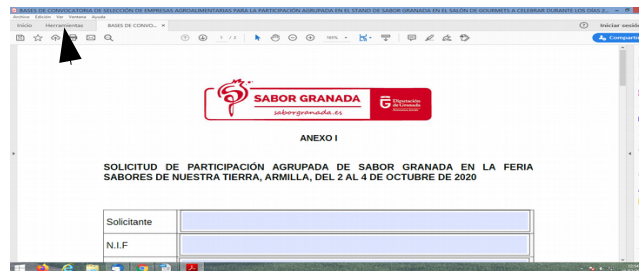 BASES DE CONVOCATORIA DE SELECCIÓN DE EMPRESAS AGROALIMENTARIAS PARA LA PARTICIPACIÓN AGRUPADA EN EL STAND DE SABOR GRANADA EN EL SALÓN DE GOURMETS A CELEBRAR DURANTE LOS DÍAS 2...
Archivo Edición Ver Ventana Ayuda
Inicio Herramientas BASES DE CONVO... × Iniciar sesión
1 / 2
Compartir
SABOR GRANADA
saborgranada.es
Diputación
de Granada
ANEXO I
SOLICITUD DE PARTICIPACIÓN AGRUPADA DE SABOR GRANADA EN LA FERIA
SABORES DE NUESTRA TIERRA, ARMILLA, DEL 2 AL 4 DE OCTUBRE DE 2020
Solicitante
N.I.F